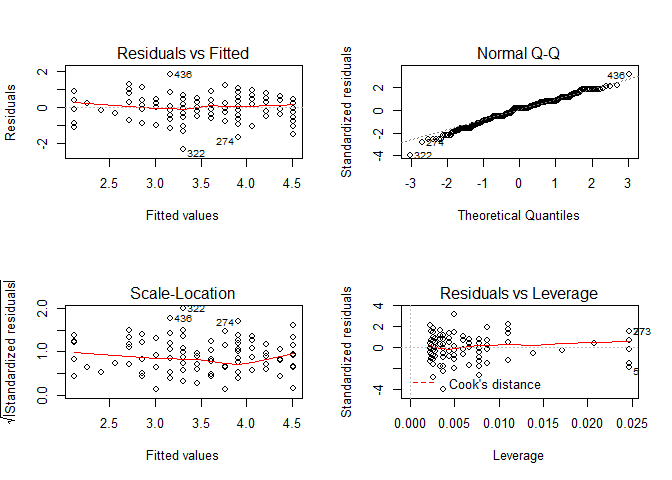 Residuals vs Fitted
Residuals
2
0
-2
436
274
322
2.5 3.0 3.5 4.0 4.5
Fitted values
Normal Q-Q
Standardized residuals
4
2
0
-2
-4
436
274
322
-3 -2 -1 0 1 2 3
Theoretical Quantiles
Scale-Location
√|Standardized residuals|
2.0
1.0
0.0
322
436
274
2.5 3.0 3.5 4.0 4.5
Fitted values
Residuals vs Leverage
Standardized residuals
4
2
0
-2
-4
273
5
Cook's distance
0.000 0.005 0.010 0.015 0.020 0.025
Leverage